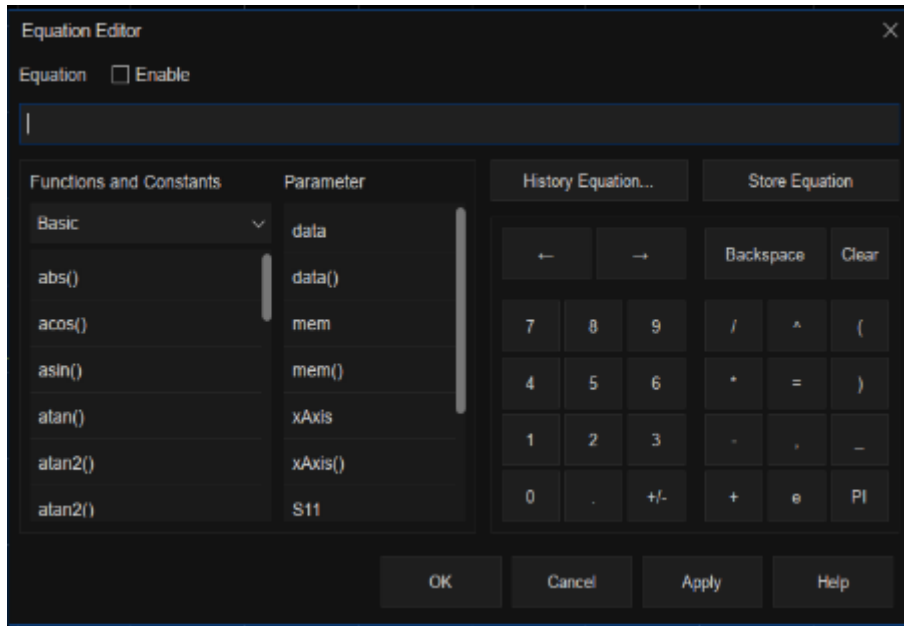 Equation Editor
Equation Enable
Functions and Constants
Basic
abs()
acos()
asin()
atan()
atan2()
atan2()
Parameter
data
data()
mem
mem()
xAxis
xAxis()
S11
History Equation... Store Equation
← → Backspace Clear
7 8 9 / ^ (
4 5 6 * = )
1 2 3 - , _
0 . +/- + e PI
OK Cancel Apply Help